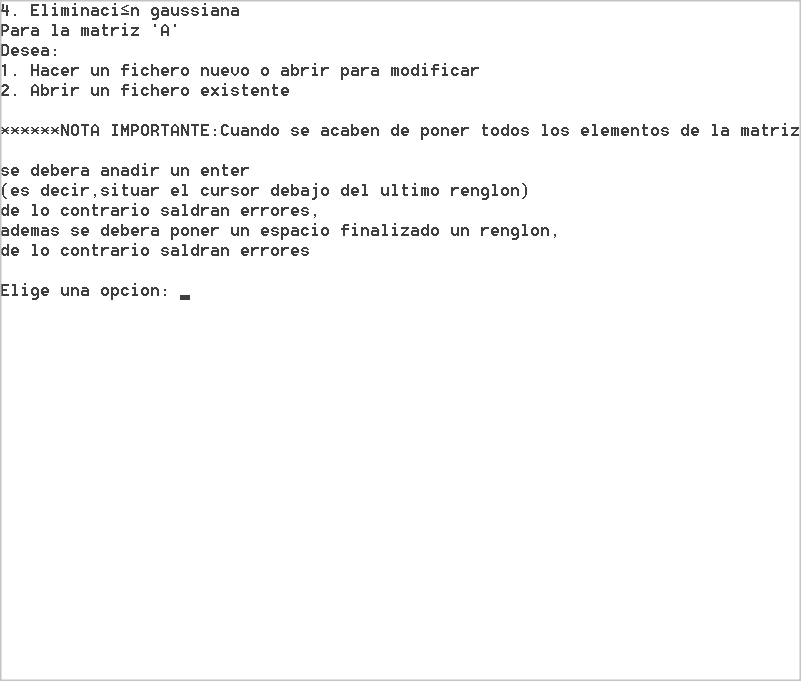 4. Eliminaci≤n gaussiana
Para la matriz 'A'
Desea:
1. Hacer un fichero nuevo o abrir para modificar
2. Abrir un fichero existente
******NOTA IMPORTANTE:Cuando se acaben de poner todos los elementos de la matriz
se debera anadir un enter
(es decir,situar el cursor debajo del ultimo renglon)
de lo contrario saldran errores,
ademas se debera poner un espacio finalizado un renglon,
de lo contrario saldran errores
Elige una opcion: _